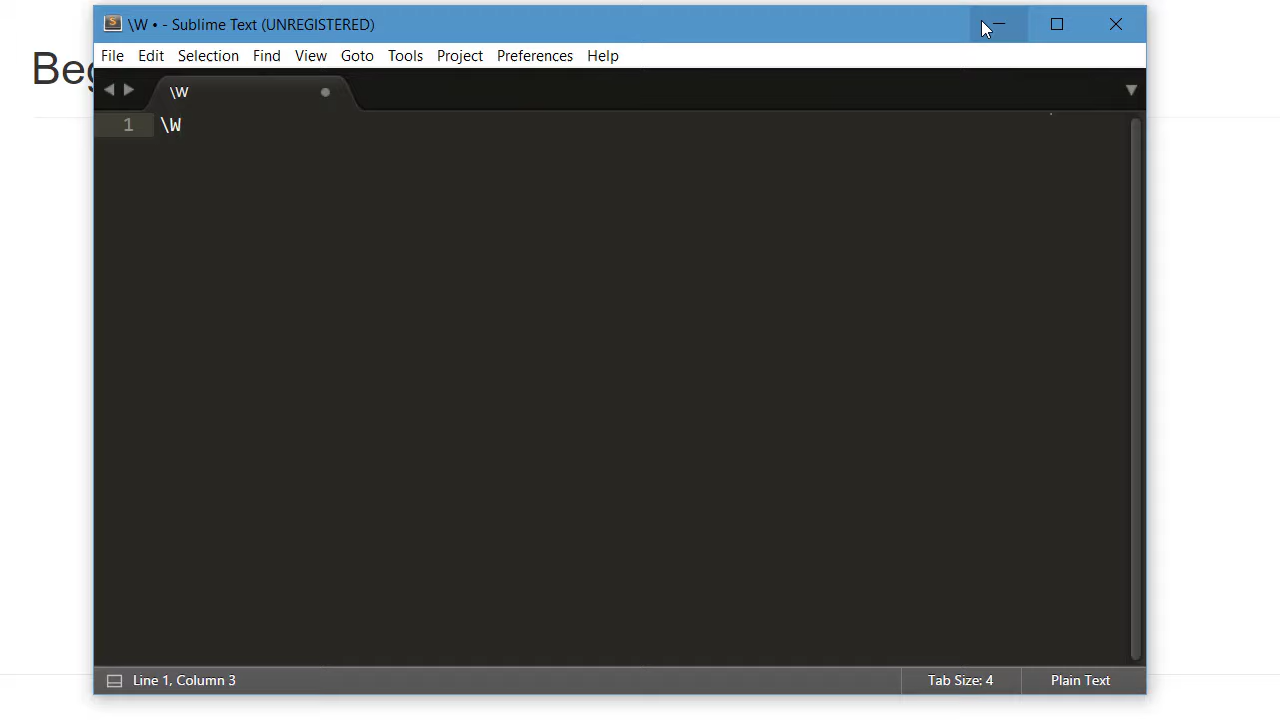 \W • - Sublime Text (UNREGISTERED)
Beg
File Edit Selection Find View Goto Tools Project Preferences Help
\W
1 \W
Line 1, Column 3 Tab Size: 4 Plain Text